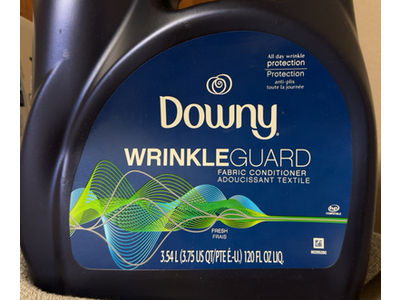 All day wrinkle
protection
Protection
anti-plis
toute la journée
Downy
WRINKLEGUARD
FABRIC CONDITIONER
ADOUCISSANT TEXTILE
FRESH
FRAIS
3.54 L (3.75 US QT/PTE É.-U.) 120 FL OZ LIQ.